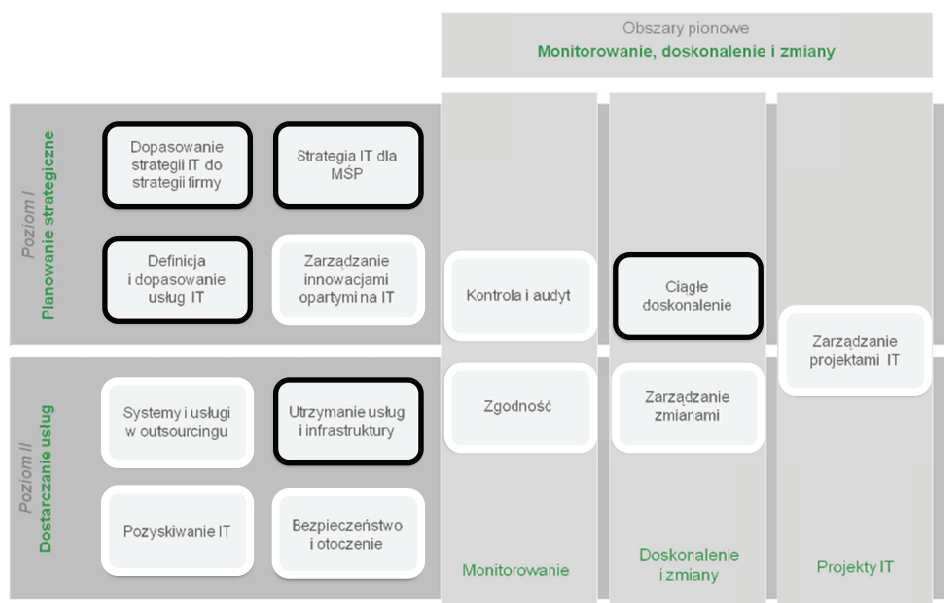 Obszary pionowe
Monitorowanie, doskonalenie i zmiany
Poziom I
Planowanie strategiczne
Dopasowanie
strategii IT do
strategii firmy
Strategia IT dla
MŚP
Definicja
i dopasowanie
usług IT
Zarządzanie
innowacjami
opartymi na IT
Kontrola i audyt
Ciągłe
doskonalenie
Zarządzanie
projektami IT
Poziom II
Dostarczanie usług
Systemy i usługi
w outsourcingu
Utrzymanie usług
i infrastruktury
Zgodność
Zarządzanie
zmianami
Pozyskiwanie IT
Bezpieczeństwo
i otoczenie
Monitorowanie
Doskonalenie
i zmiany
Projekty IT